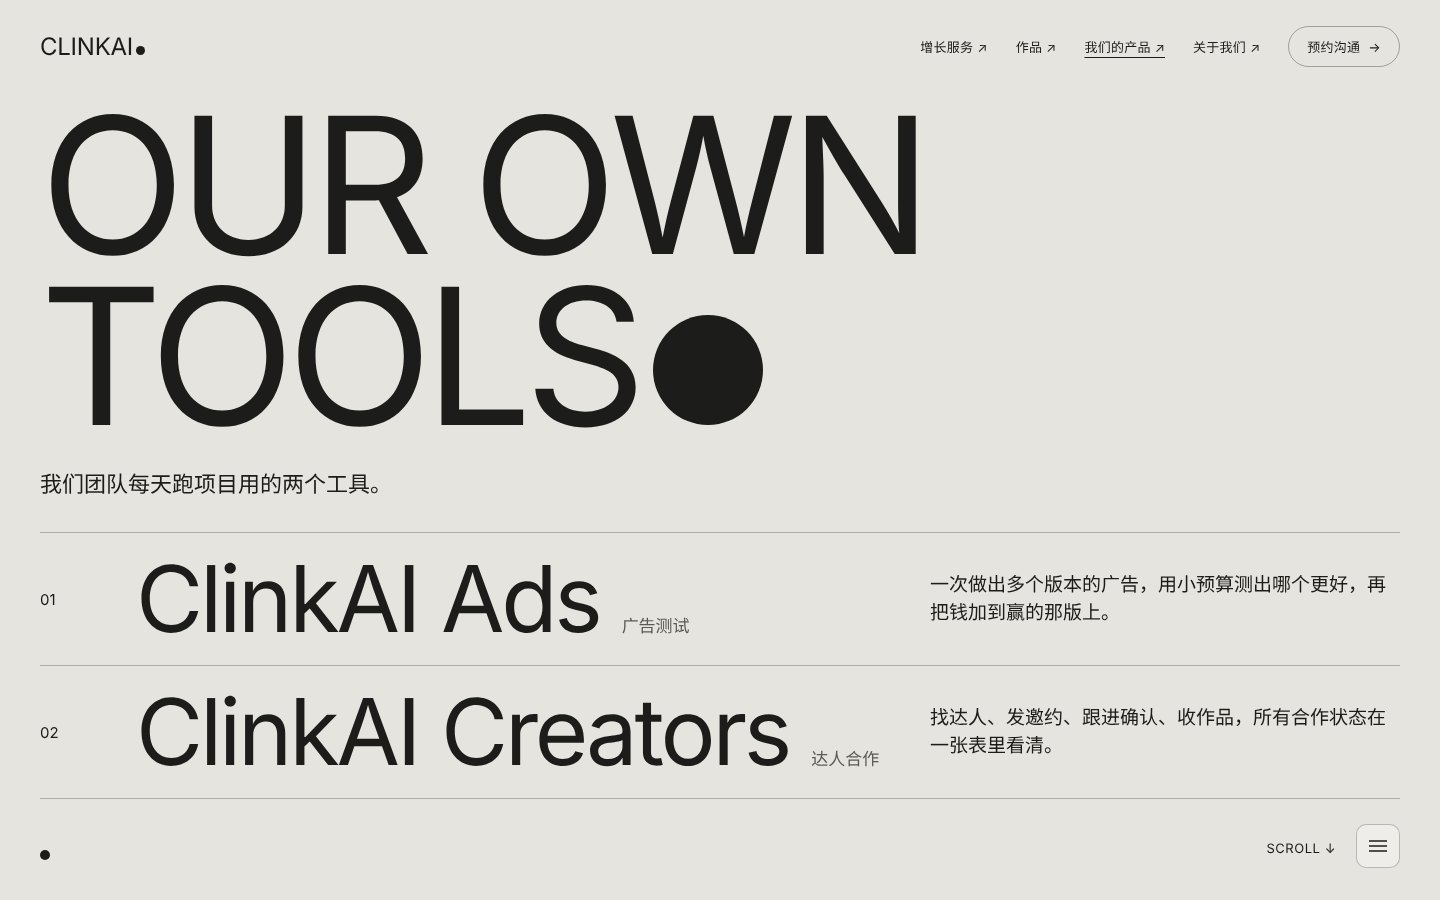 CLINKAI
增长服务 ↗
作品 ↗
我们的产品 ↗
关于我们 ↗
预约沟通 →
OUR OWN
TOOLS
我们团队每天跑项目用的两个工具。
01
ClinkAI Ads
广告测试
一次做出多个版本的广告，用小预算测出哪个更好，再
把钱加到赢的那版上。
02
ClinkAI Creators
达人合作
找达人、发邀约、跟进确认、收作品，所有合作状态在
一张表里看清。
SCROLL ↓